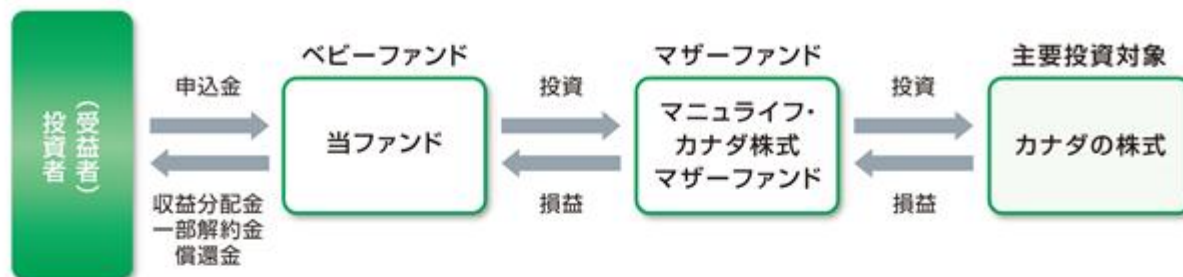 投資者
（受益者）
申込金
収益分配金
一部解約金
償還金
ベビーファンド
当ファンド
投資
損益
マザーファンド
マニュライフ・
カナダ株式
マザーファンド
投資
損益
主要投資対象
カナダの株式